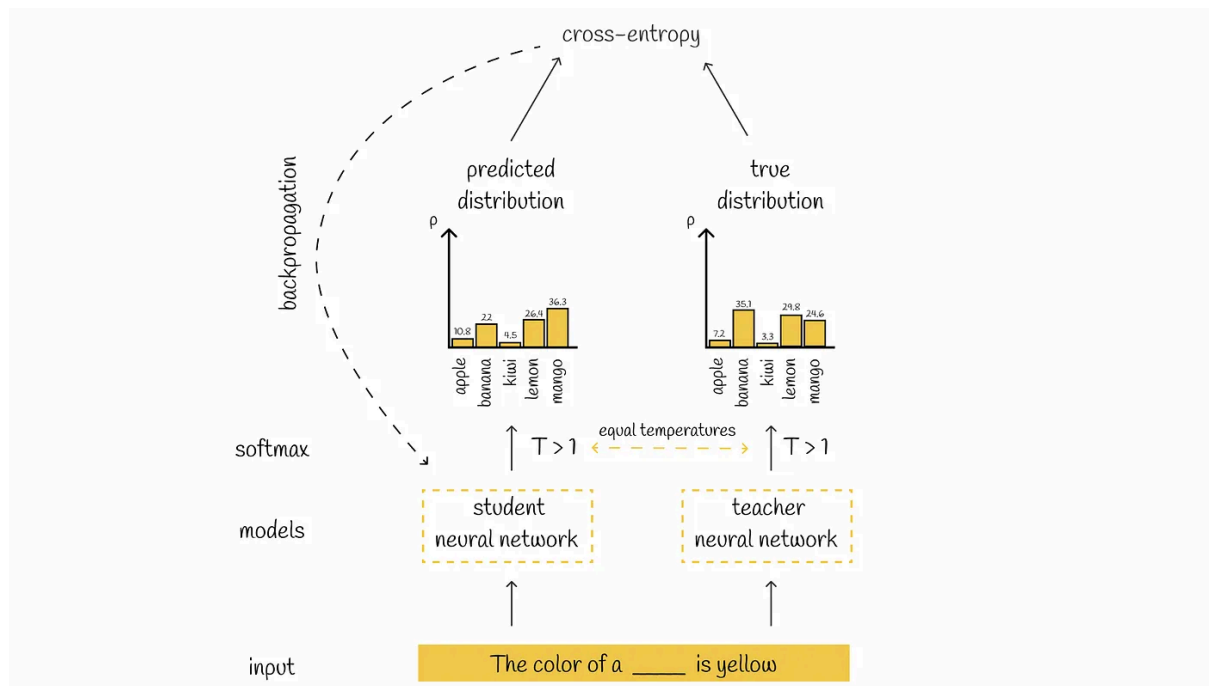 cross-entropy
backpropagation
predicted
distribution
true
distribution
p
10.8
22
4.5
26.4
36.3
apple
banana
kiwi
lemon
mango
p
7.2
35.1
3.3
29.8
24.6
apple
banana
kiwi
lemon
mango
softmax
T > 1
equal temperatures
T > 1
models
student
neural network
teacher
neural network
input
The color of a _____ is yellow